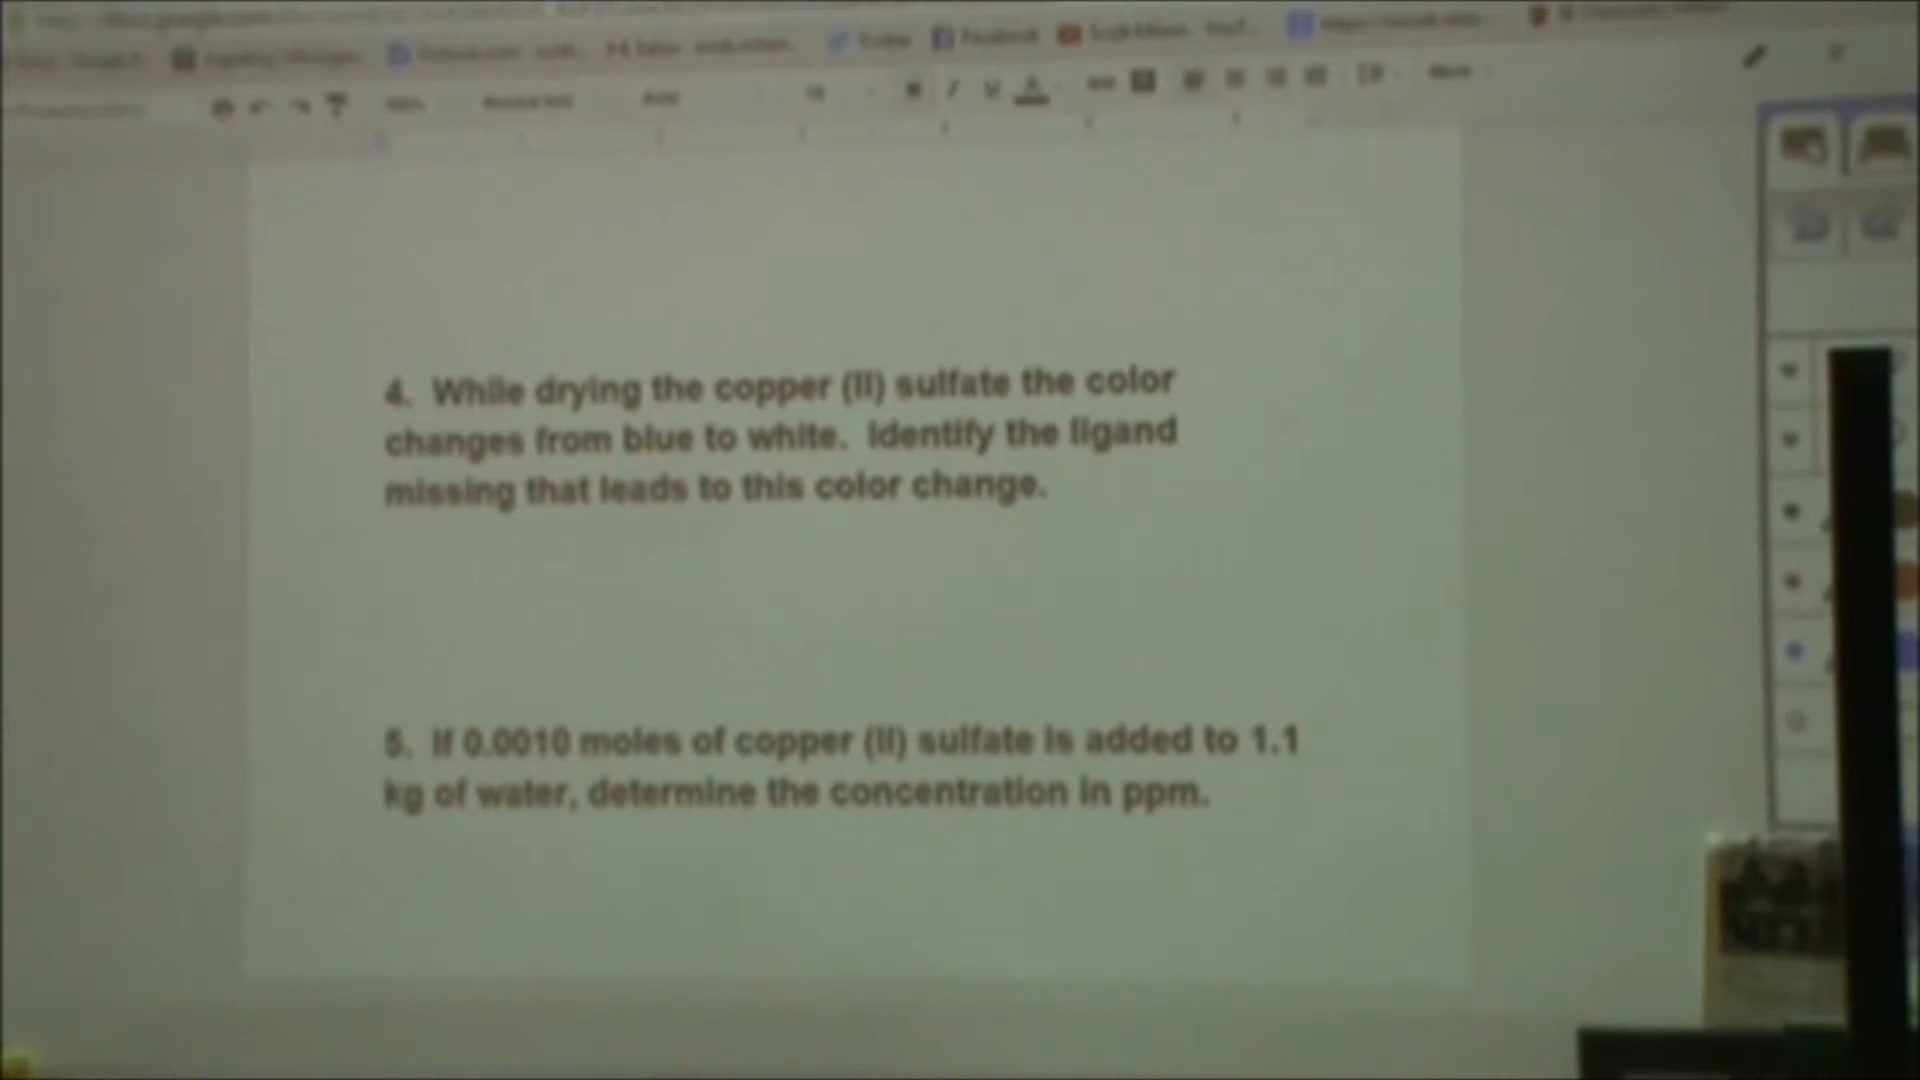 Facebook
More
4. While drying the copper (II) sulfate the color
changes from blue to white. Identify the ligand
missing that leads to this color change.
5. If 0.0010 moles of copper (II) sulfate is added to 1.1
kg of water, determine the concentration in ppm.